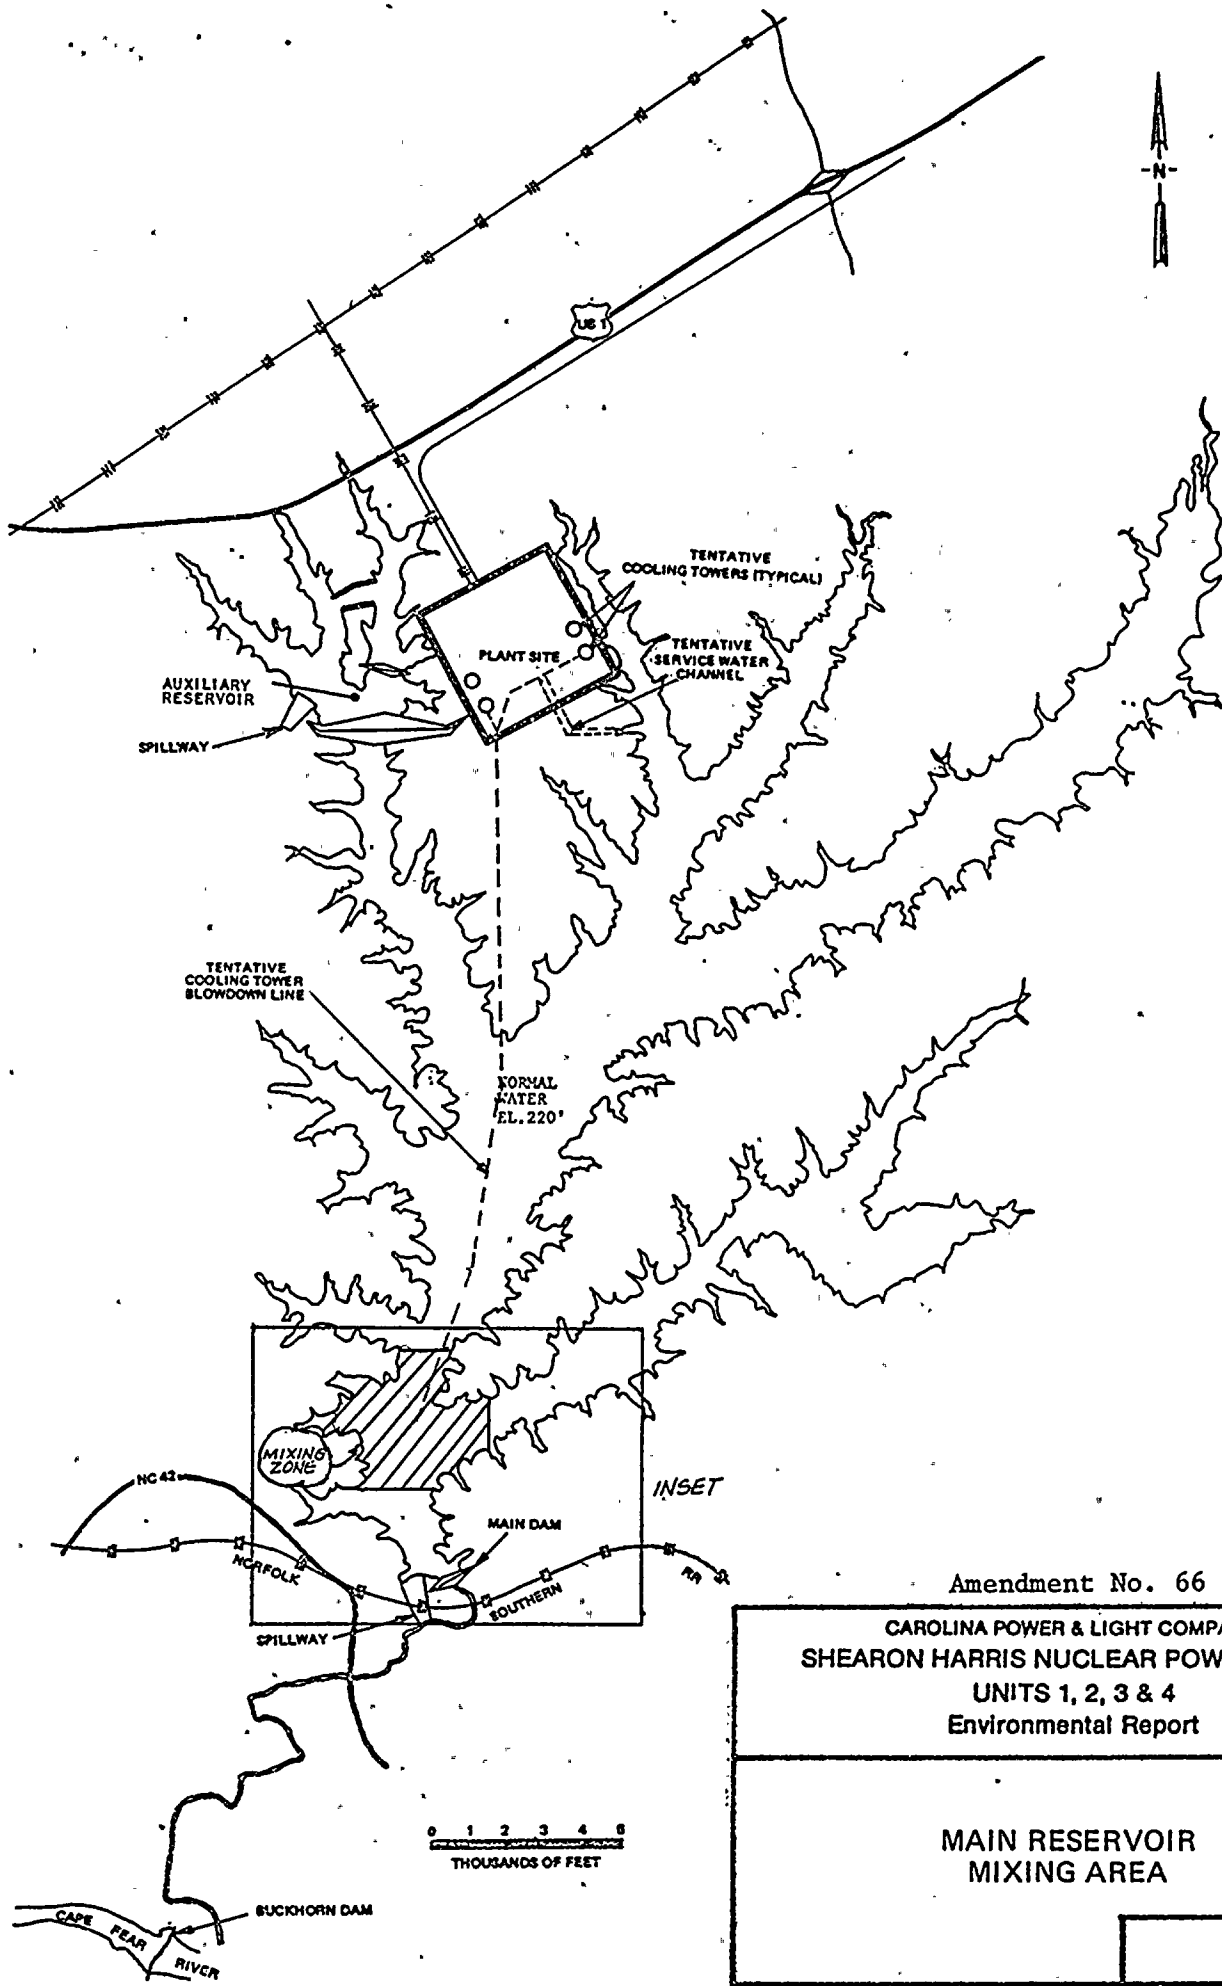 -N-
US 1
TENTATIVE
COOLING TOWERS (TYPICAL)
PLANT SITE
TENTATIVE
SERVICE WATER
CHANNEL
AUXILIARY
RESERVOIR
SPILLWAY
TENTATIVE
COOLING TOWER
BLOWDOWN LINE
NORMAL
WATER
EL. 220'
MIXING
ZONE
NC 42
INSET
MAIN DAM
NORFOLK
SOUTHERN
RR
SPILLWAY
Amendment No. 66
CAROLINA POWER & LIGHT COMPA
SHEARON HARRIS NUCLEAR POW
UNITS 1, 2, 3 & 4
Environmental Report
0 1 2 3 4 5
THOUSANDS OF FEET
MAIN RESERVOIR
MIXING AREA
BUCKHORN DAM
CAPE FEAR
RIVER